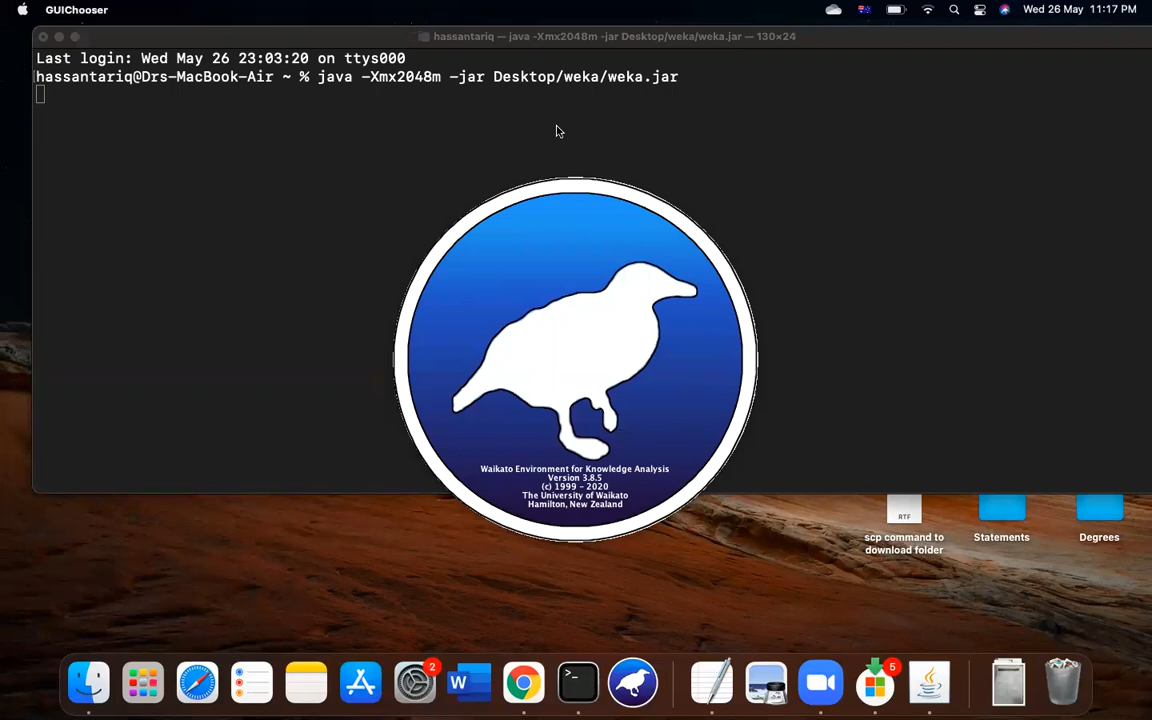 GUIChooser
Wed 26 May 11:17 PM
hassantariq — java -Xmx2048m -jar Desktop/weka/weka.jar — 130×24
Last login: Wed May 26 23:03:20 on ttys000
hassantariq@Drs-MacBook-Air ~ % java -Xmx2048m -jar Desktop/weka/weka.jar
Waikato Environment for Knowledge Analysis
Version 3.8.5
(c) 1999 - 2020
The University of Waikato
Hamilton, New Zealand
RTF
scp command to
download folder
Statements
Degrees
2
W
>_
5